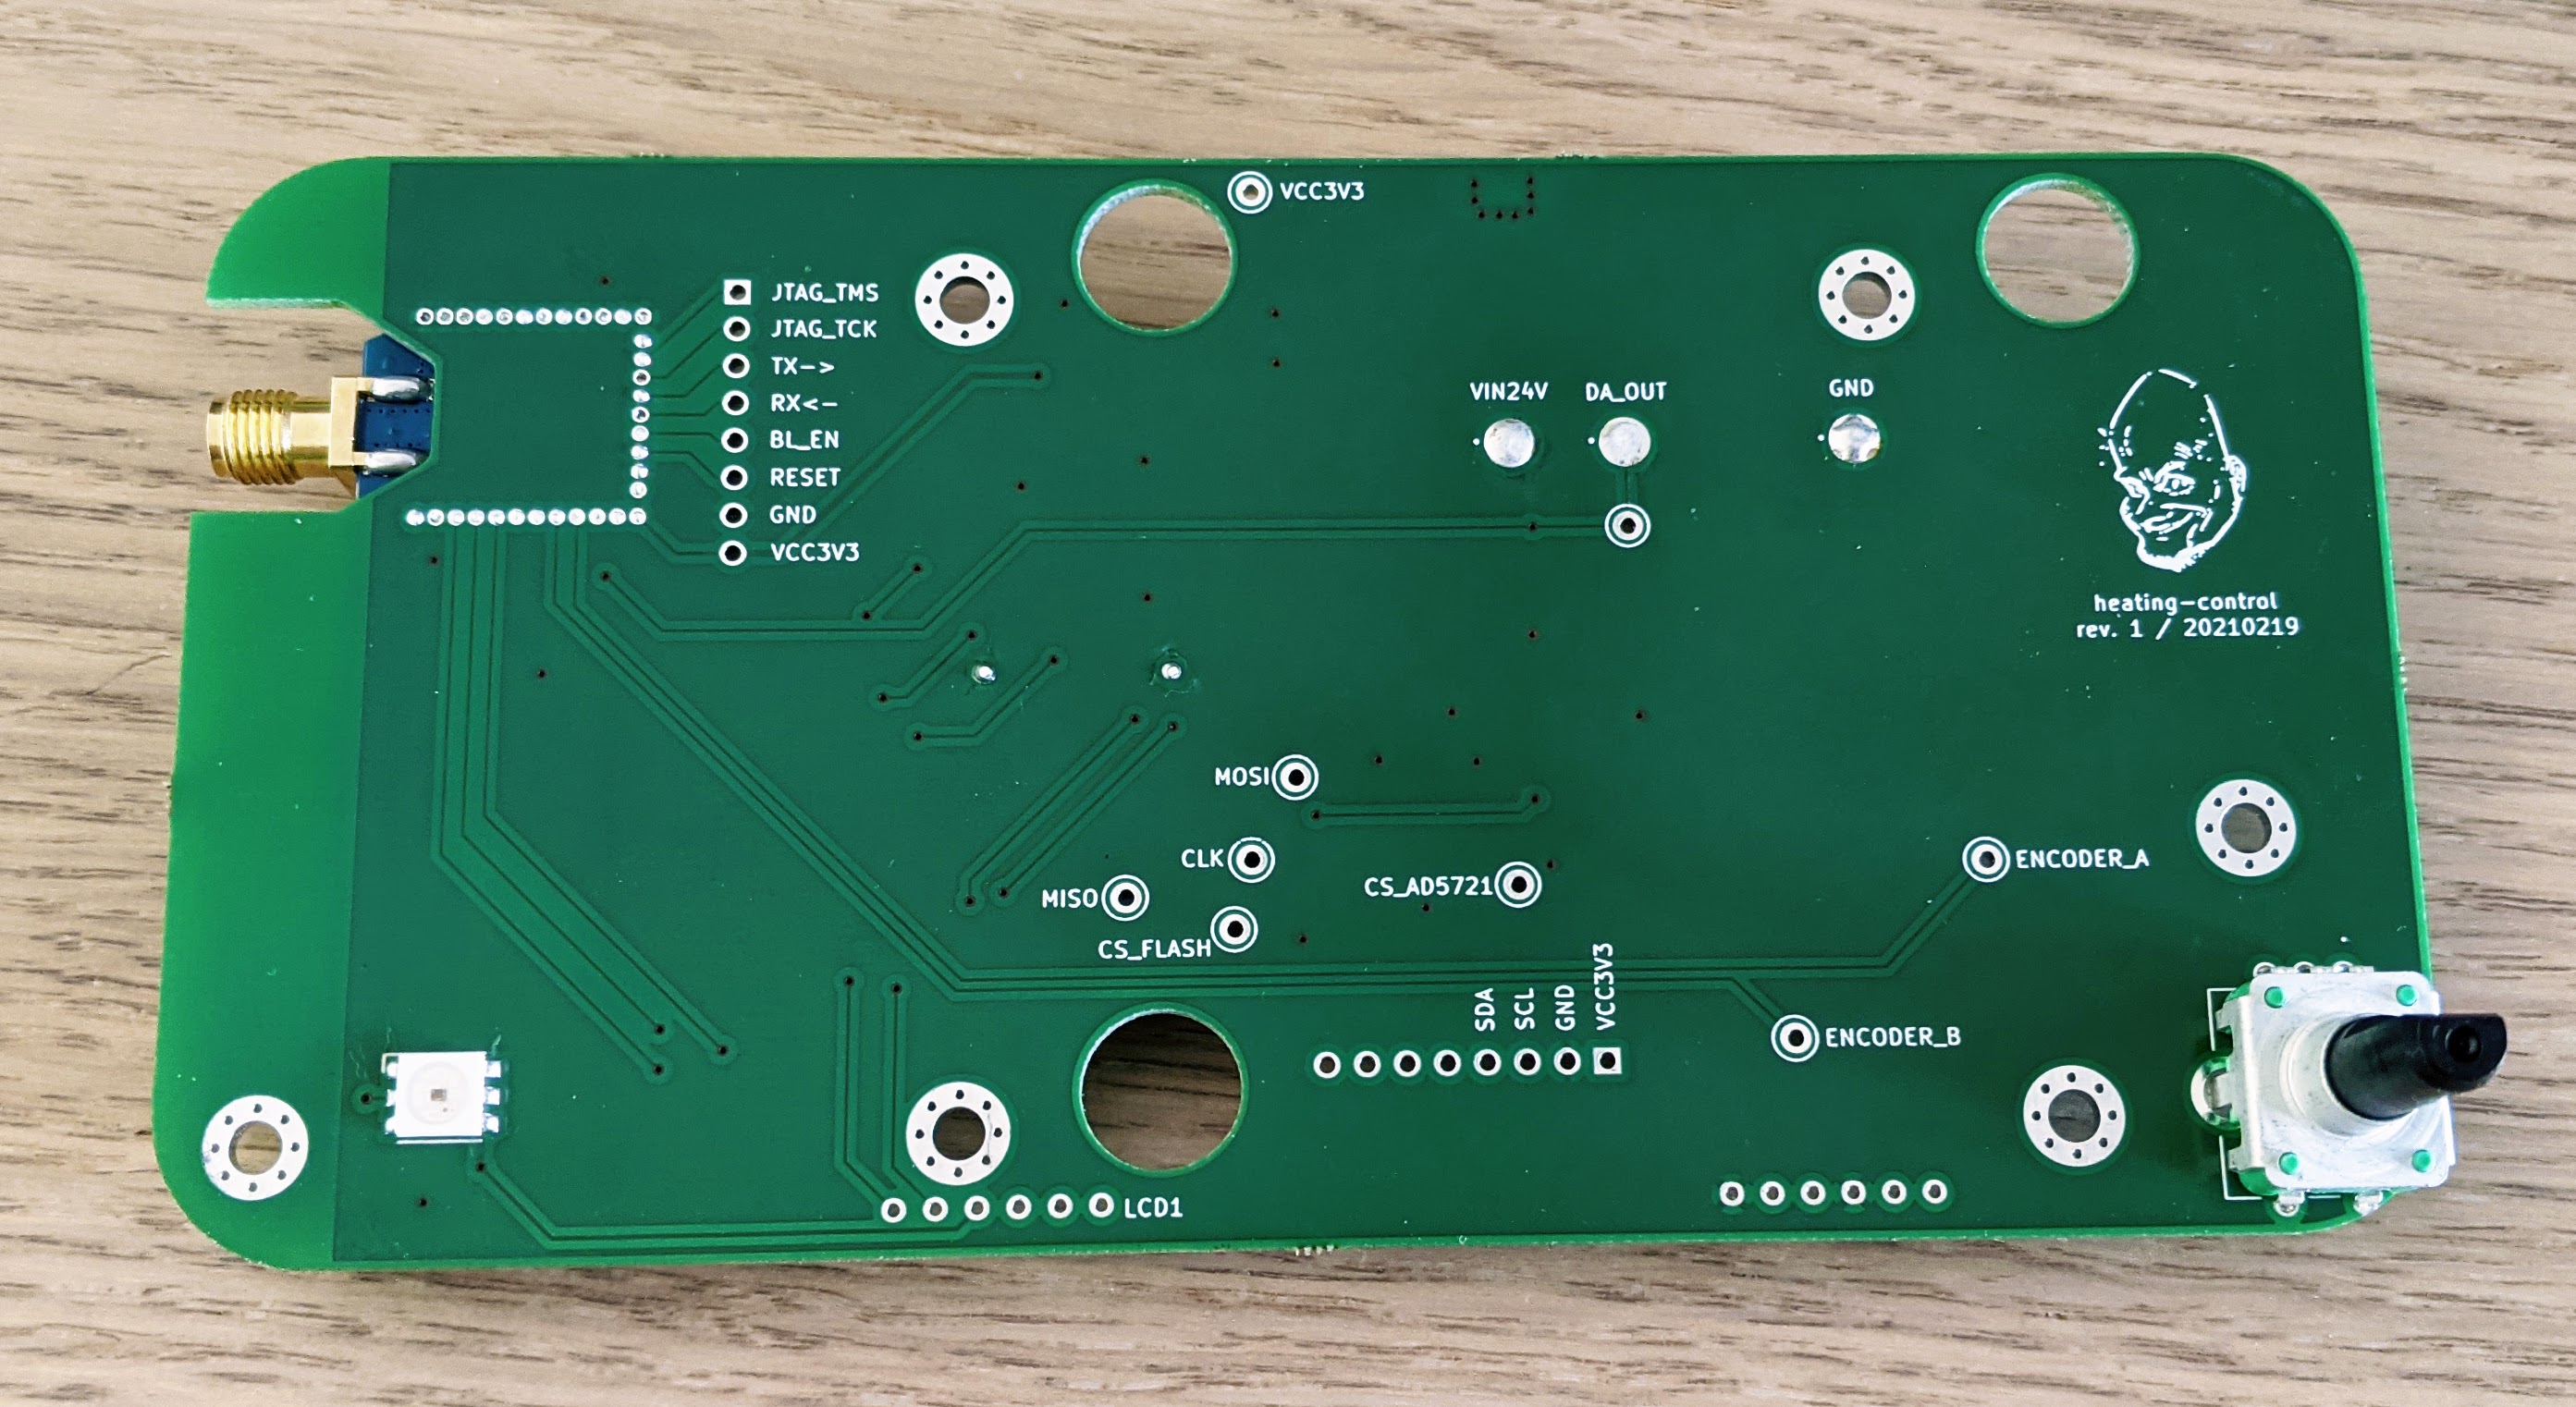 VCC3V3
JTAG_TMS
JTAG_TCK
TX->
RX<-
BL_EN
RESET
GND
VCC3V3
VIN24V
DA_OUT
GND
heating-control
rev. 1 / 20210219
MOSI
CLK
MISO
CS_FLASH
CS_AD5721
ENCODER_A
SDA
SCL
GND
VCC3V3
ENCODER_B
LCD1